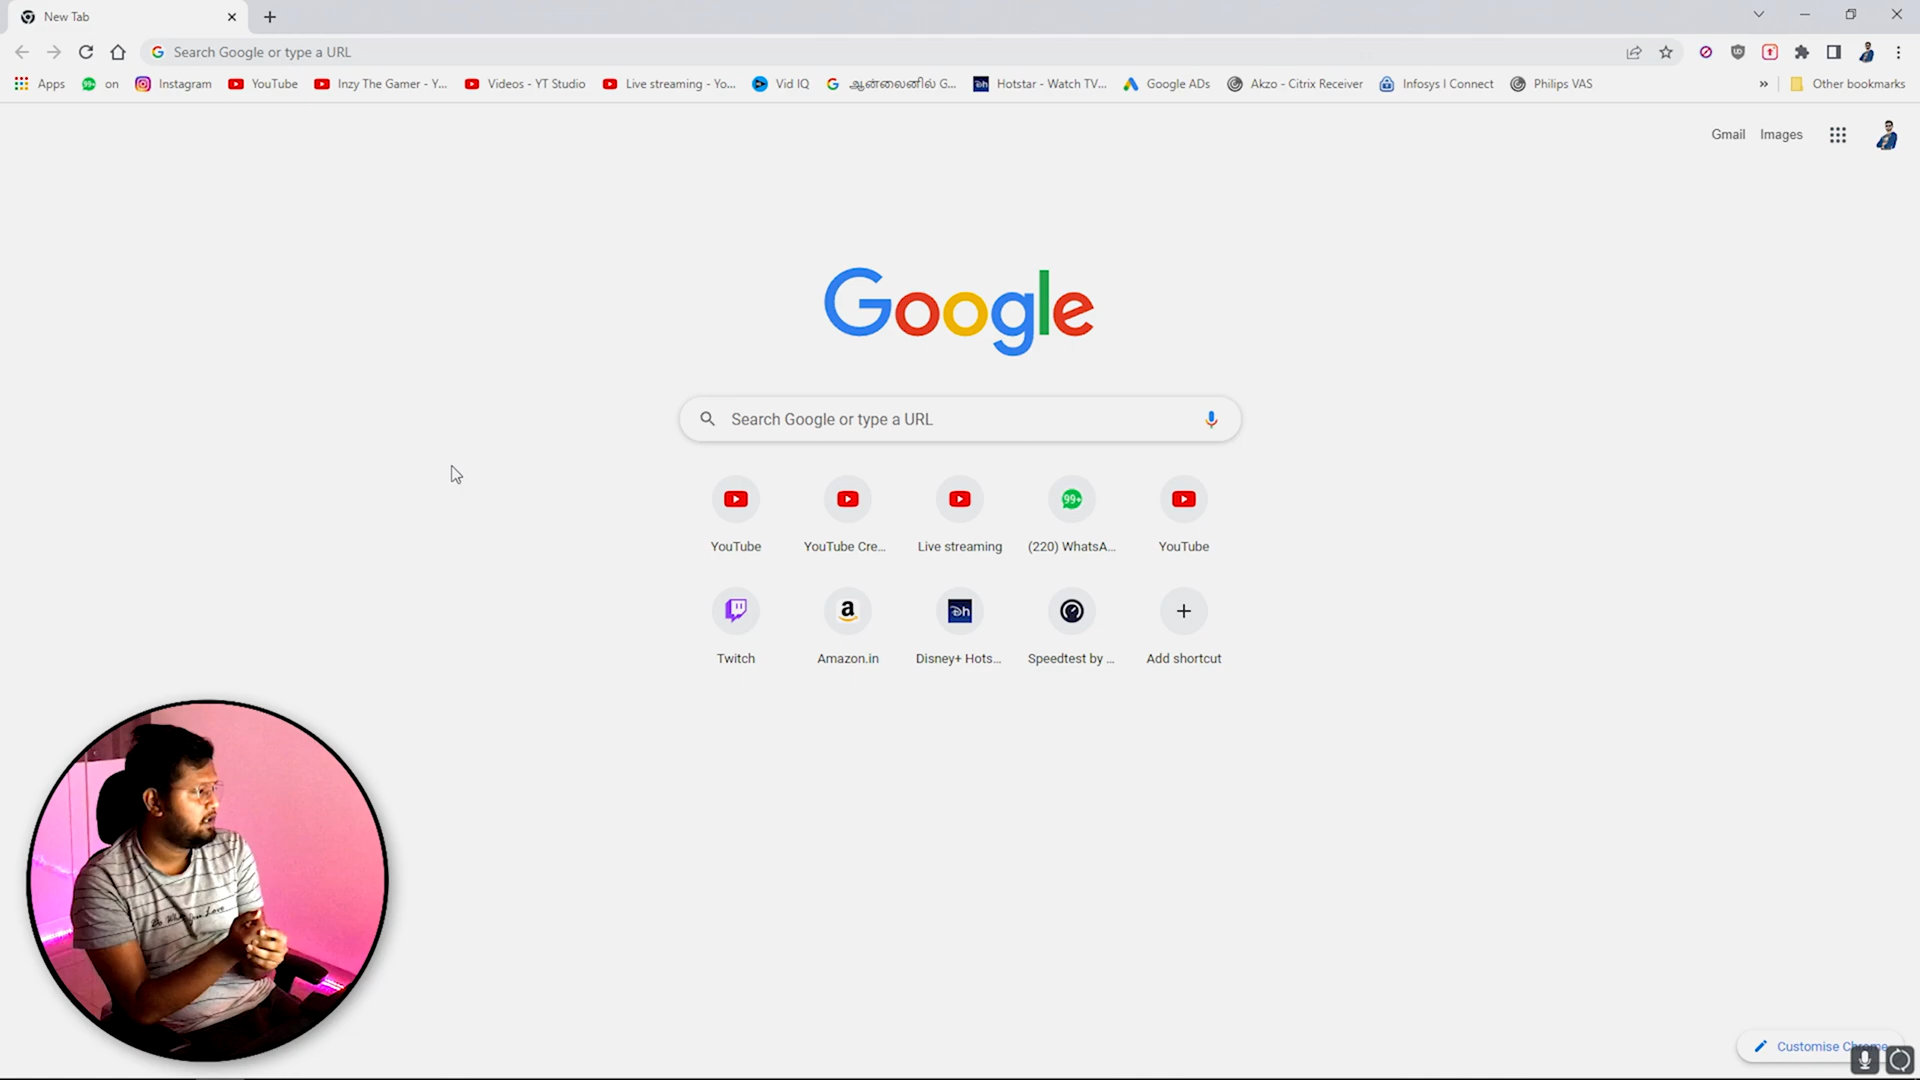 New Tab
Search Google or type a URL
Apps
on
Instagram
YouTube
Inzy The Gamer - Y...
Videos - YT Studio
Live streaming - Yo...
Vid IQ
ஆன்லைனில் G...
Hotstar - Watch TV...
Google ADs
Akzo - Citrix Receiver
Infosys I Connect
Philips VAS
Other bookmarks
Gmail
Images
Google
Search Google or type a URL
YouTube
YouTube Cre...
Live streaming
(220) WhatsA...
YouTube
Twitch
Amazon.in
Disney+ Hots...
Speedtest by ...
Add shortcut
Customise Chrome